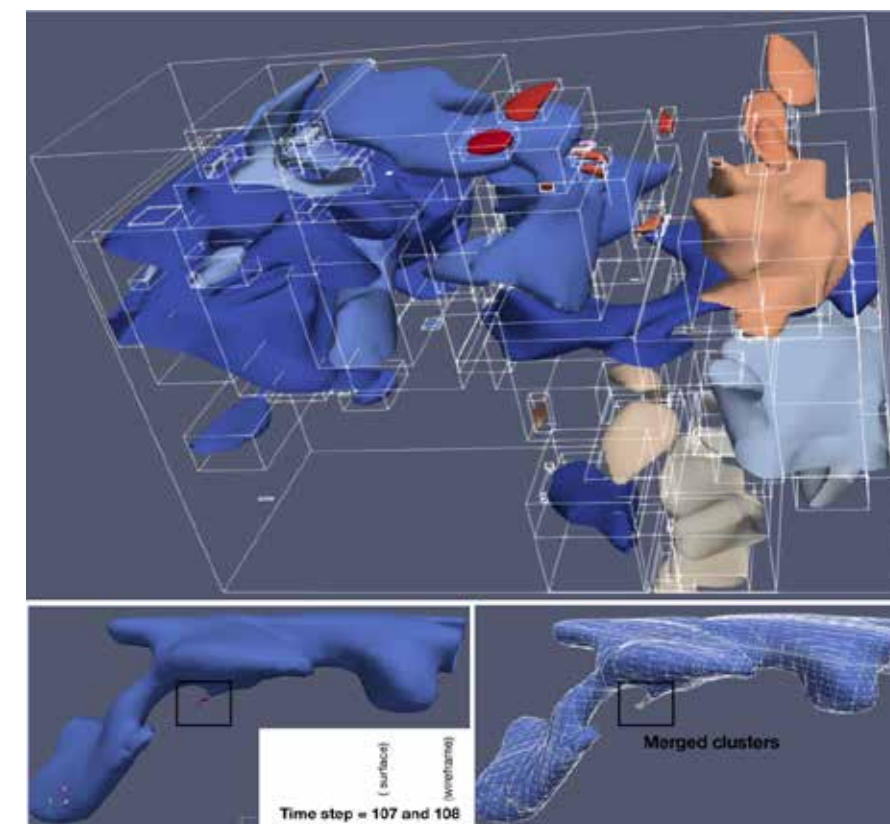 ( surface)
(wireframe)
Time step = 107 and 108
Merged clusters